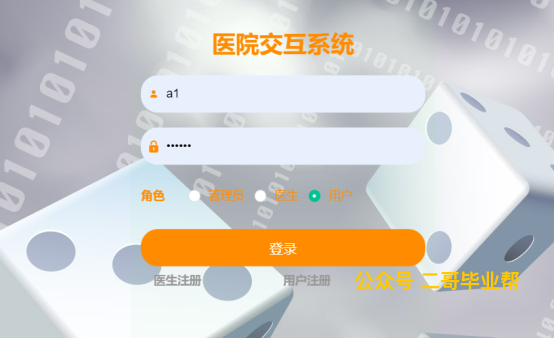 医院交互系统
a1
••••••
角色 管理员 医生 用户
登录
医生注册 用户注册
公众号 二哥毕业帮